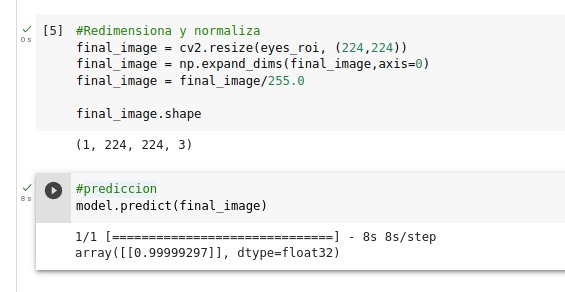 [5] #Redimensiona y normaliza
0 s final_image = cv2.resize(eyes_roi, (224,224))
final_image = np.expand_dims(final_image,axis=0)
final_image = final_image/255.0
final_image.shape
(1, 224, 224, 3)
#prediccion
8 s model.predict(final_image)
1/1 [==============================] - 8s 8s/step
array([[0.99999297]], dtype=float32)